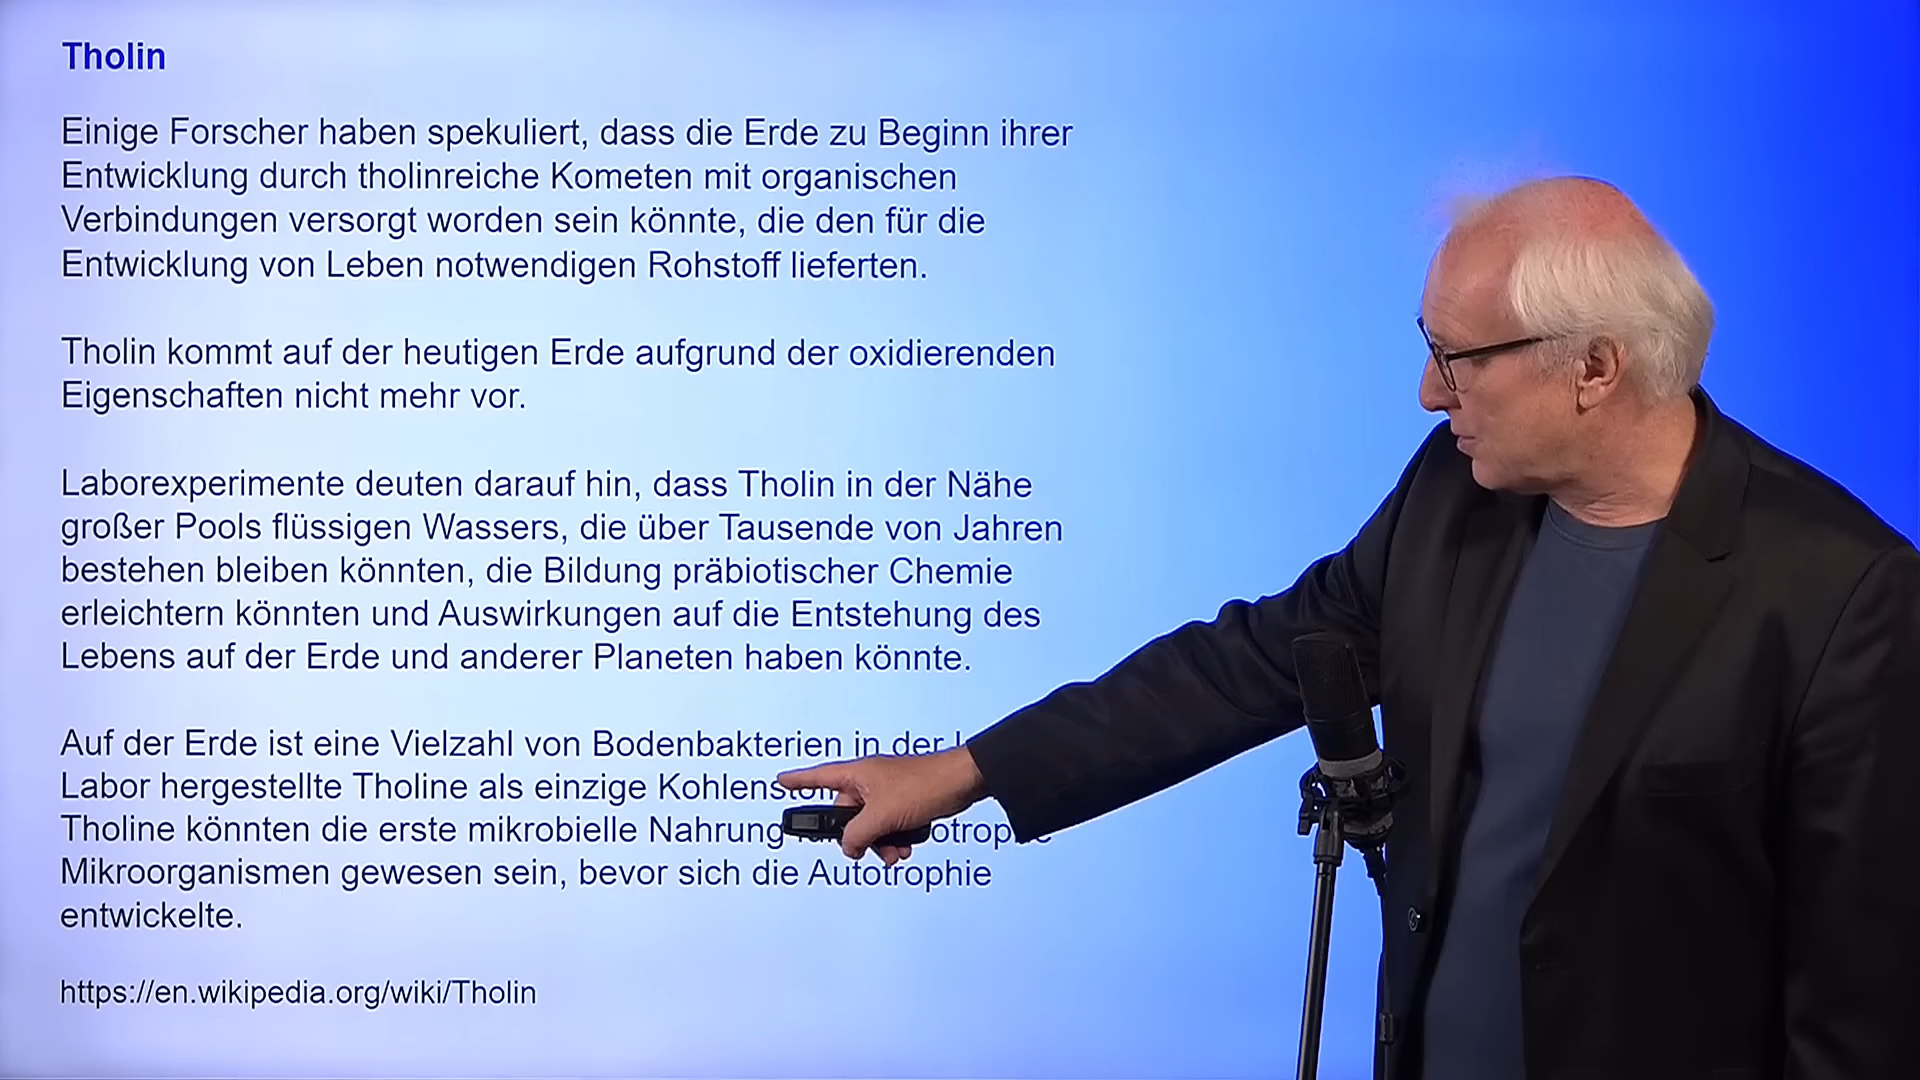 Tholin
Einige Forscher haben spekuliert, dass die Erde zu Beginn ihrer
Entwicklung durch tholinreiche Kometen mit organischen
Verbindungen versorgt worden sein könnte, die den für die
Entwicklung von Leben notwendigen Rohstoff lieferten.
Tholin kommt auf der heutigen Erde aufgrund der oxidierenden
Eigenschaften nicht mehr vor.
Laborexperimente deuten darauf hin, dass Tholin in der Nähe
großer Pools flüssigen Wassers, die über Tausende von Jahren
bestehen bleiben könnten, die Bildung präbiotischer Chemie
erleichtern könnten und Auswirkungen auf die Entstehung des
Lebens auf der Erde und anderer Planeten haben könnte.
Auf der Erde ist eine Vielzahl von Bodenbakterien in der
Labor hergestellte Tholine als einzige
Tholine könnten die erste mikrobielle Nahrung
Mikroorganismen gewesen sein, bevor sich die Autotrophie
entwickelte.
https://en.wikipedia.org/wiki/Tholin